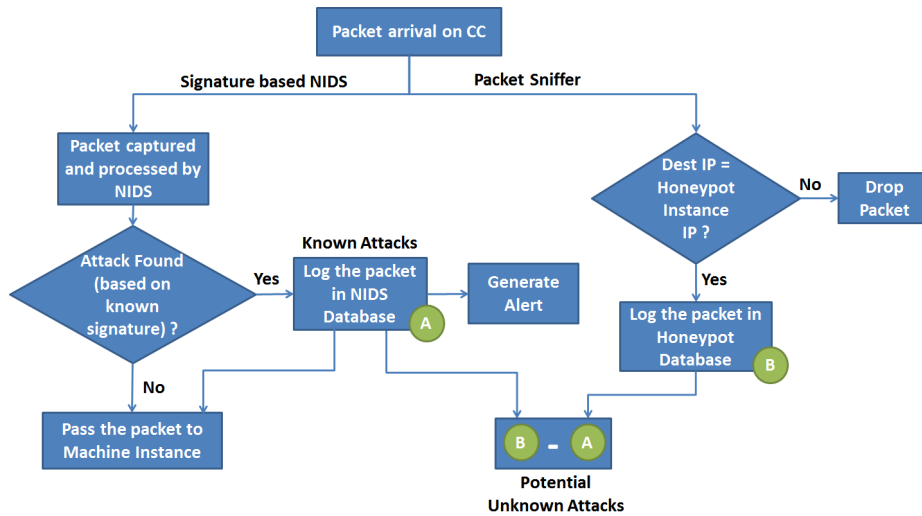 Packet arrival on CC
Signature based NIDS
Packet Sniffer
Packet captured
and processed by
NIDS
Dest IP =
Honeypot
Instance
IP ?
No
Drop
Packet
Attack Found
(based on
known
signature) ?
Yes
Known Attacks
Log the packet
in NIDS
Database
A
Generate
Alert
Yes
Log the packet in
Honeypot
Database
B
No
Pass the packet to
Machine Instance
B - A
Potential
Unknown Attacks